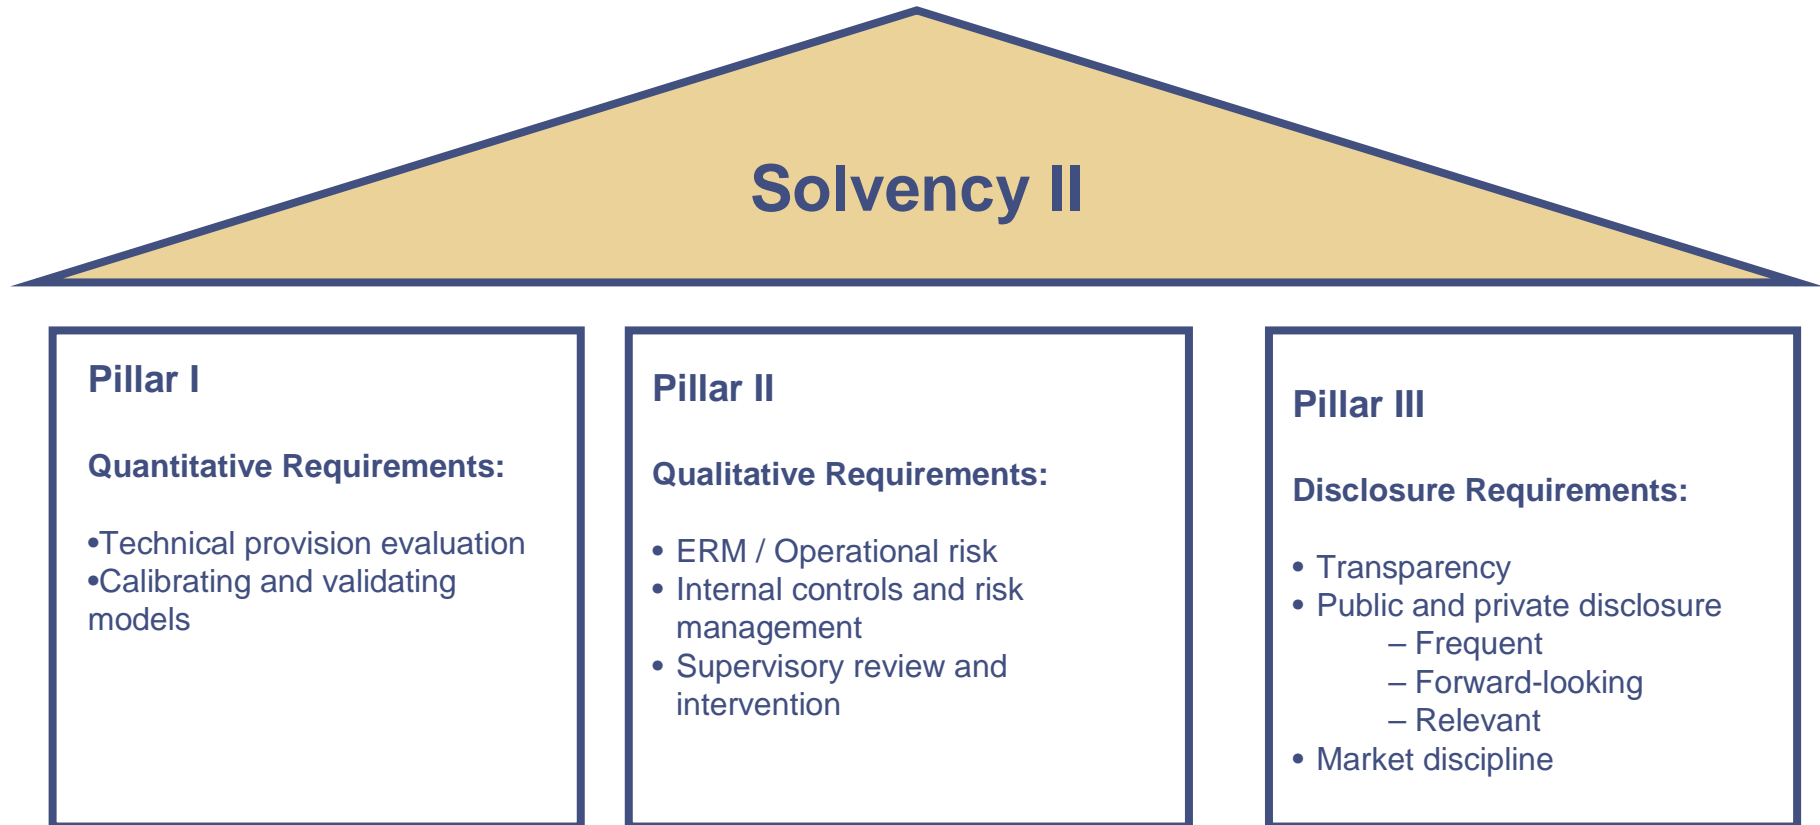 Solvency II
Pillar I
Quantitative Requirements:
•Technical provision evaluation
•Calibrating and validating
models
Pillar II
Qualitative Requirements:
• ERM / Operational risk
• Internal controls and risk
management
• Supervisory review and
intervention
Pillar III
Disclosure Requirements:
• Transparency
• Public and private disclosure
– Frequent
– Forward-looking
– Relevant
• Market discipline